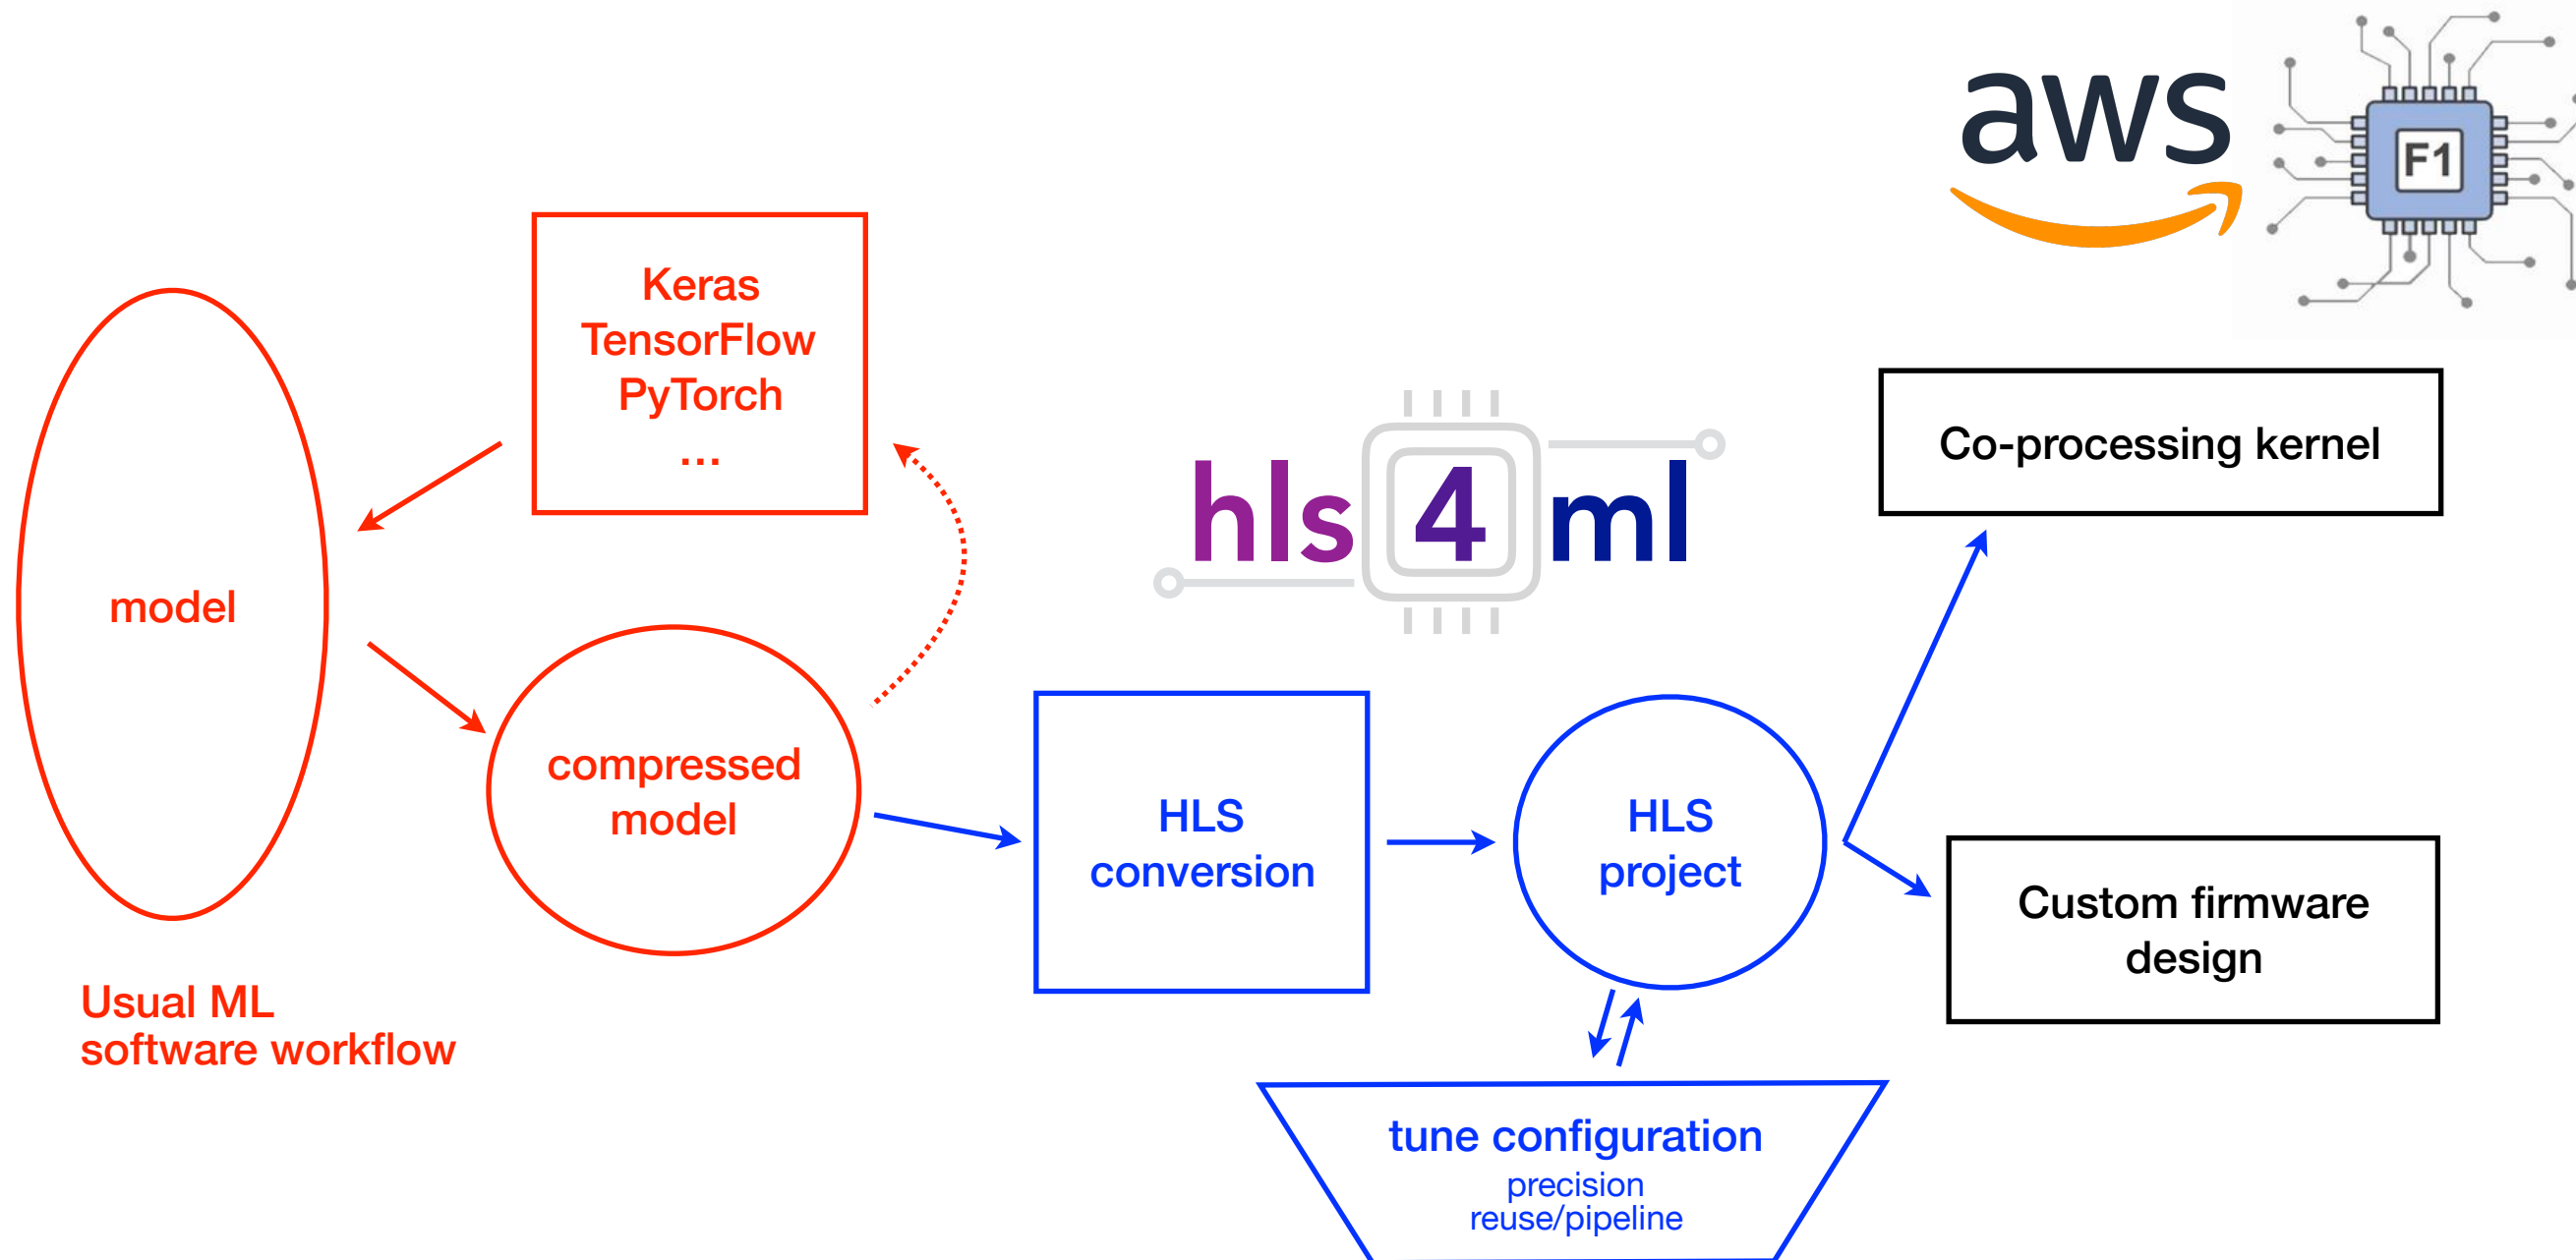 aws
F1
Keras
TensorFlow
PyTorch
...
model
compressed
model
Usual ML
software workflow
hls 4 ml
HLS
conversion
HLS
project
tune configuration
precision
reuse/pipeline
Co-processing kernel
Custom firmware
design